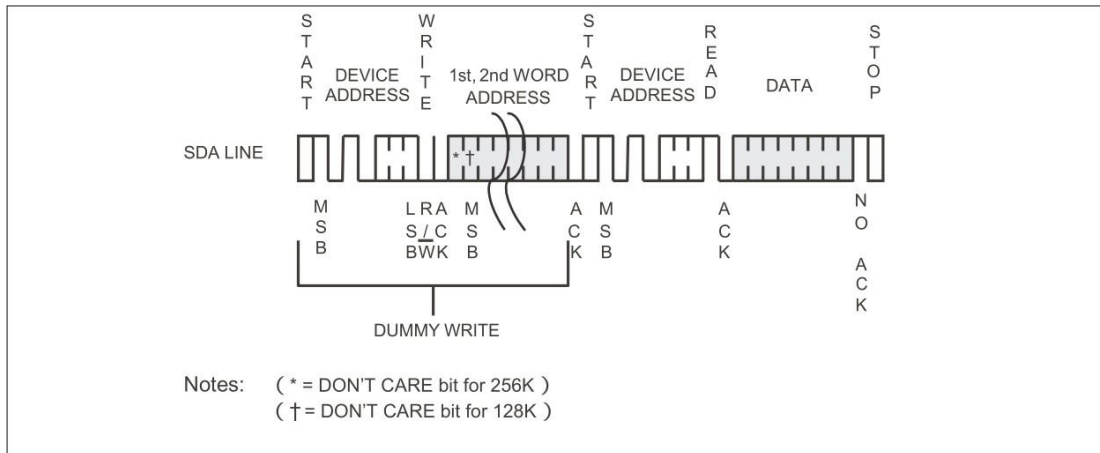 START
DEVICE ADDRESS
WRITE
1st, 2nd WORD ADDRESS
START
DEVICE ADDRESS
READ
DATA
STOP
SDA LINE
* †
MSB
LSB
R/W
ACK
MSB
ACK
MSB
ACK
NO ACK
DUMMY WRITE
Notes: ( * = DON'T CARE bit for 256K )
( † = DON'T CARE bit for 128K )